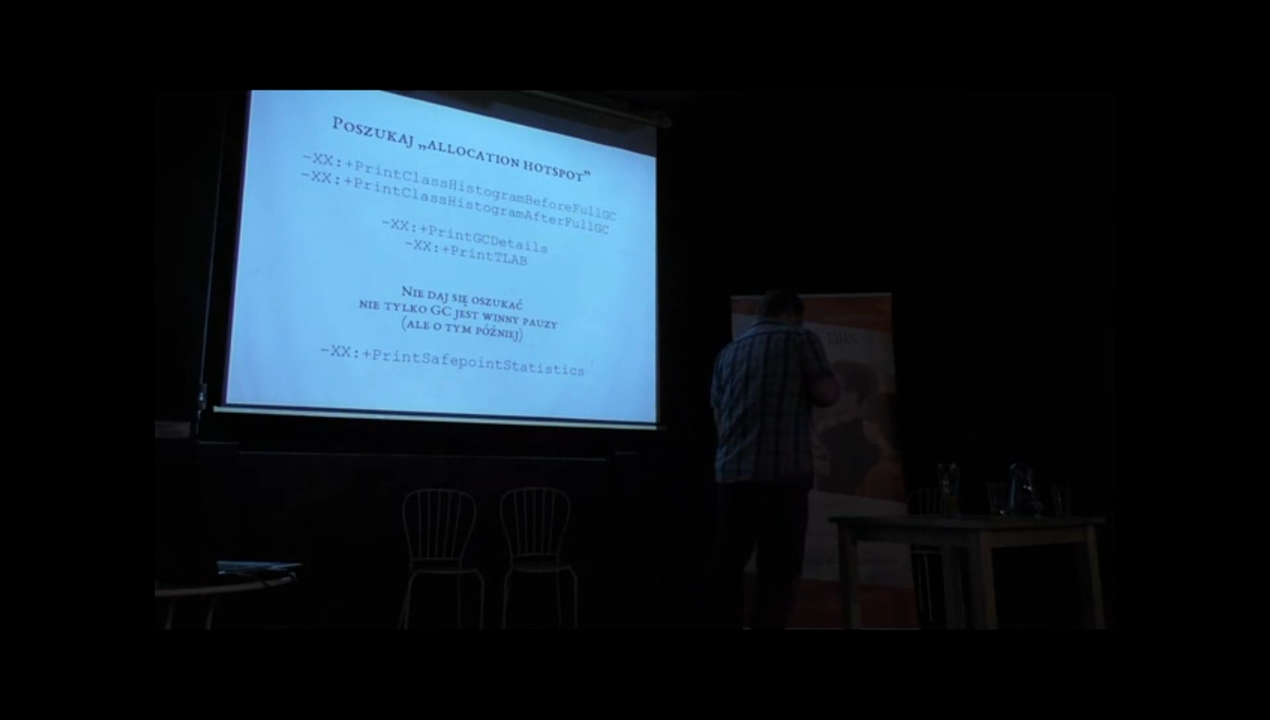 Poszukaj „allocation hotspot”
-XX:+PrintClassHistogramBeforeFullGC
-XX:+PrintClassHistogramAfterFullGC
-XX:+PrintGCDetails
-XX:+PrintTLAB
Nie daj się oszukać
nie tylko GC jest winny pauzy
(ale o tym później)
-XX:+PrintSafepointStatistics
Talks